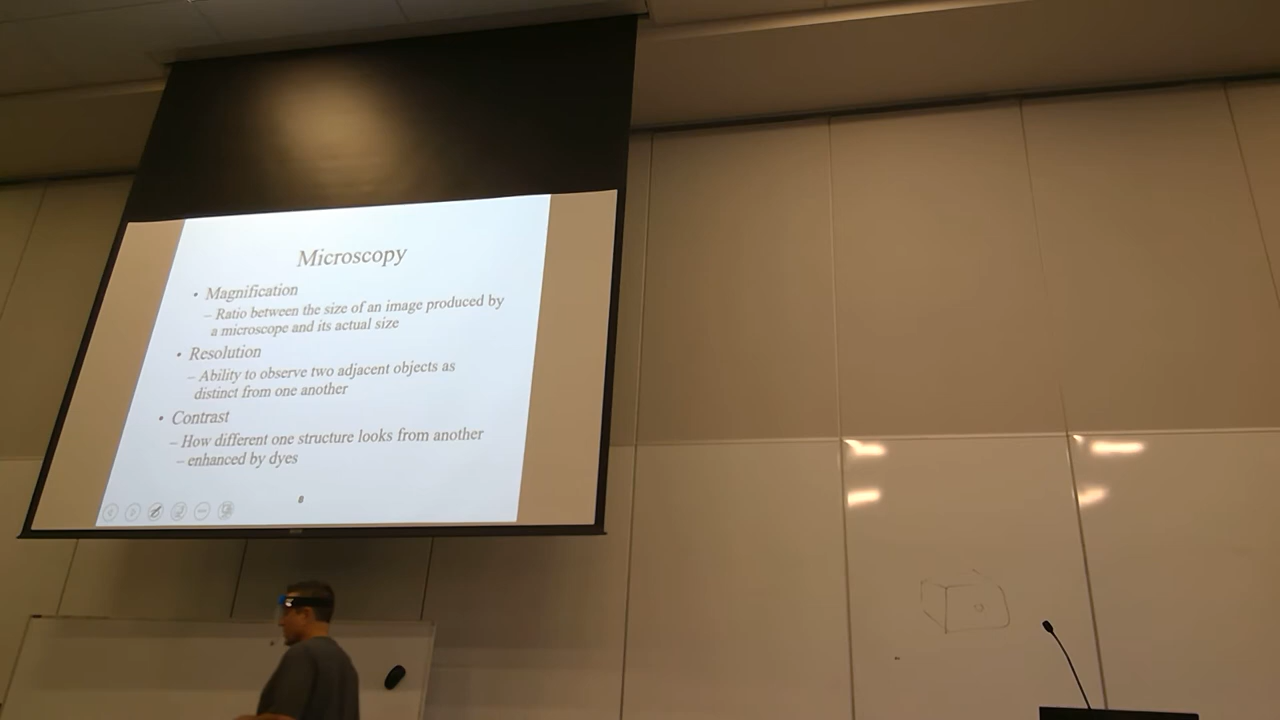 Microscopy
• Magnification
– Ratio between the size of an image produced by
a microscope and its actual size
• Resolution
– Ability to observe two adjacent objects as
distinct from one another
• Contrast
– How different one structure looks from another
– enhanced by dyes
8